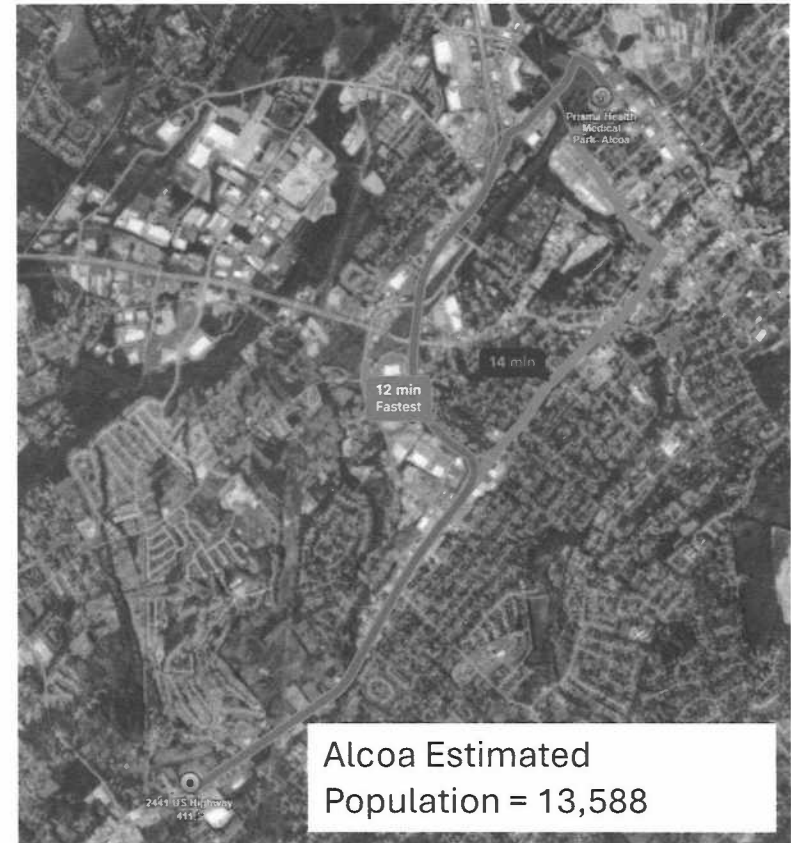 Prisma Health
Medical
Park- Alcoa
14 min
12 min
Fastest
2441 US Highway
411 S
Alcoa Estimated
Population = 13,588